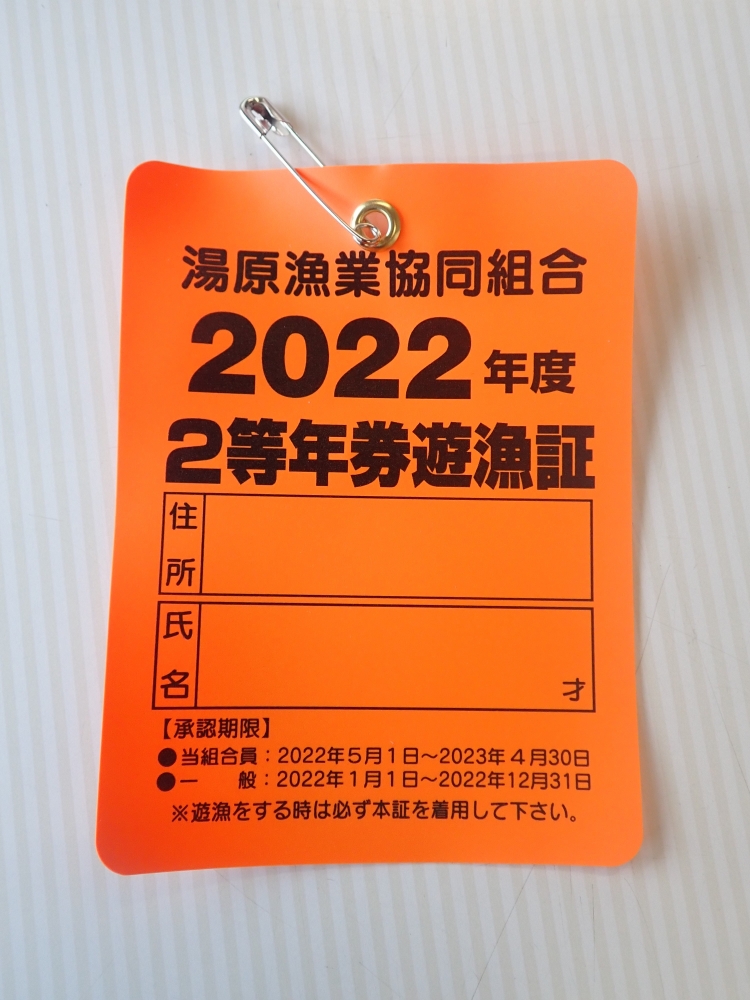 湯原漁業協同組合
2022年度
2等年券遊漁証
住所
氏名
才
【承認期限】
●当組合員：2022年5月1日～2023年4月30日
●一　　般：2022年1月1日～2022年12月31日
※遊漁をする時は必ず本証を着用して下さい。